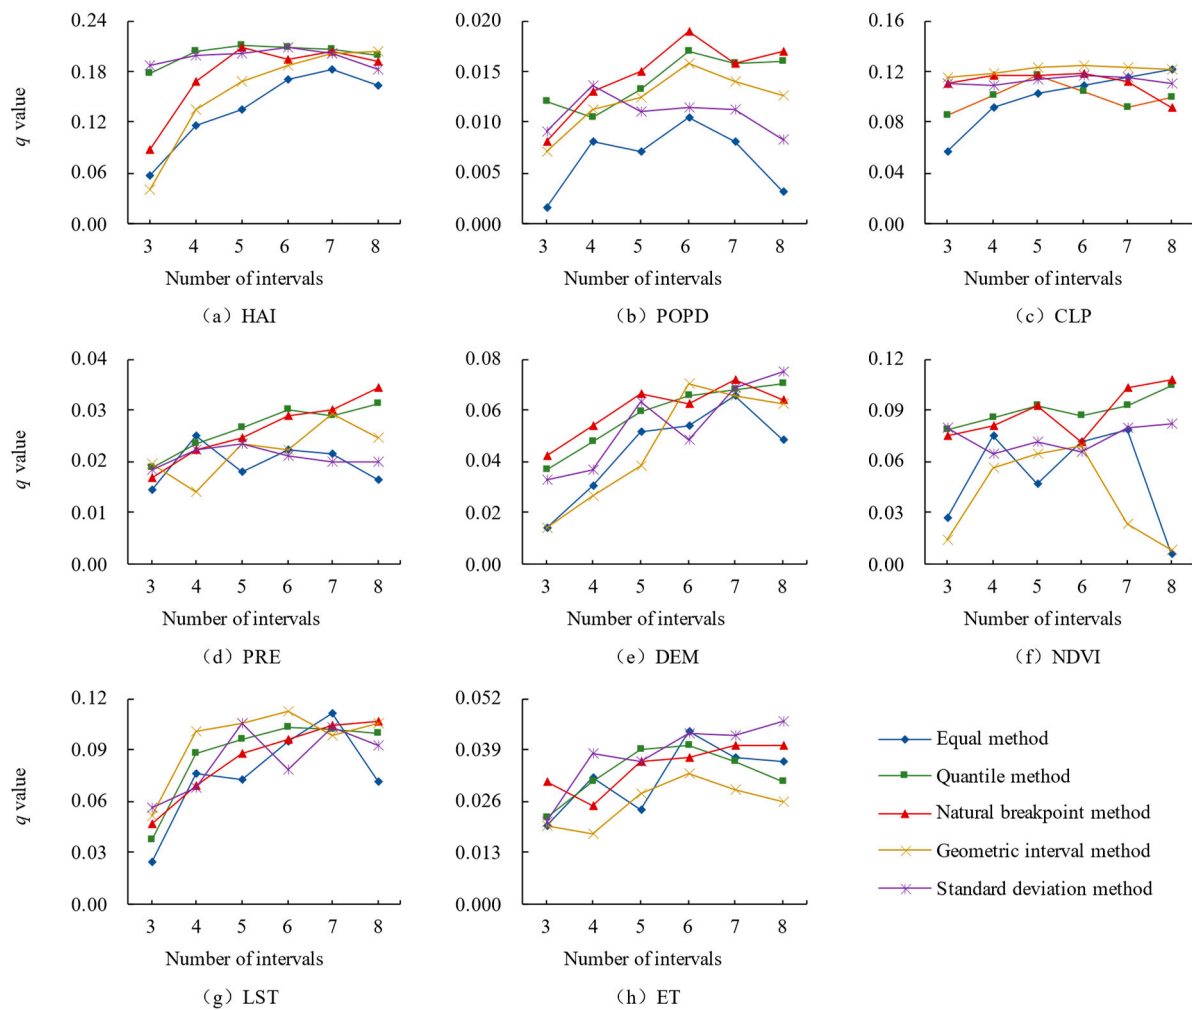 0.24
0.18
0.12
0.06
0.00
q value
3 4 5 6 7 8
Number of intervals
（a）HAI
0.020
0.015
0.010
0.005
0.000
3 4 5 6 7 8
Number of intervals
（b）POPD
0.16
0.12
0.08
0.04
0.00
3 4 5 6 7 8
Number of intervals
（c）CLP
0.04
0.03
0.02
0.01
0.00
q value
3 4 5 6 7 8
Number of intervals
（d）PRE
0.08
0.06
0.04
0.02
0.00
3 4 5 6 7 8
Number of intervals
（e）DEM
0.12
0.09
0.06
0.03
0.00
3 4 5 6 7 8
Number of intervals
（f）NDVI
0.12
0.09
0.06
0.03
0.00
q value
3 4 5 6 7 8
Number of intervals
（g）LST
0.052
0.039
0.026
0.013
0.000
3 4 5 6 7 8
Number of intervals
（h）ET
Equal method
Quantile method
Natural breakpoint method
Geometric interval method
Standard deviation method